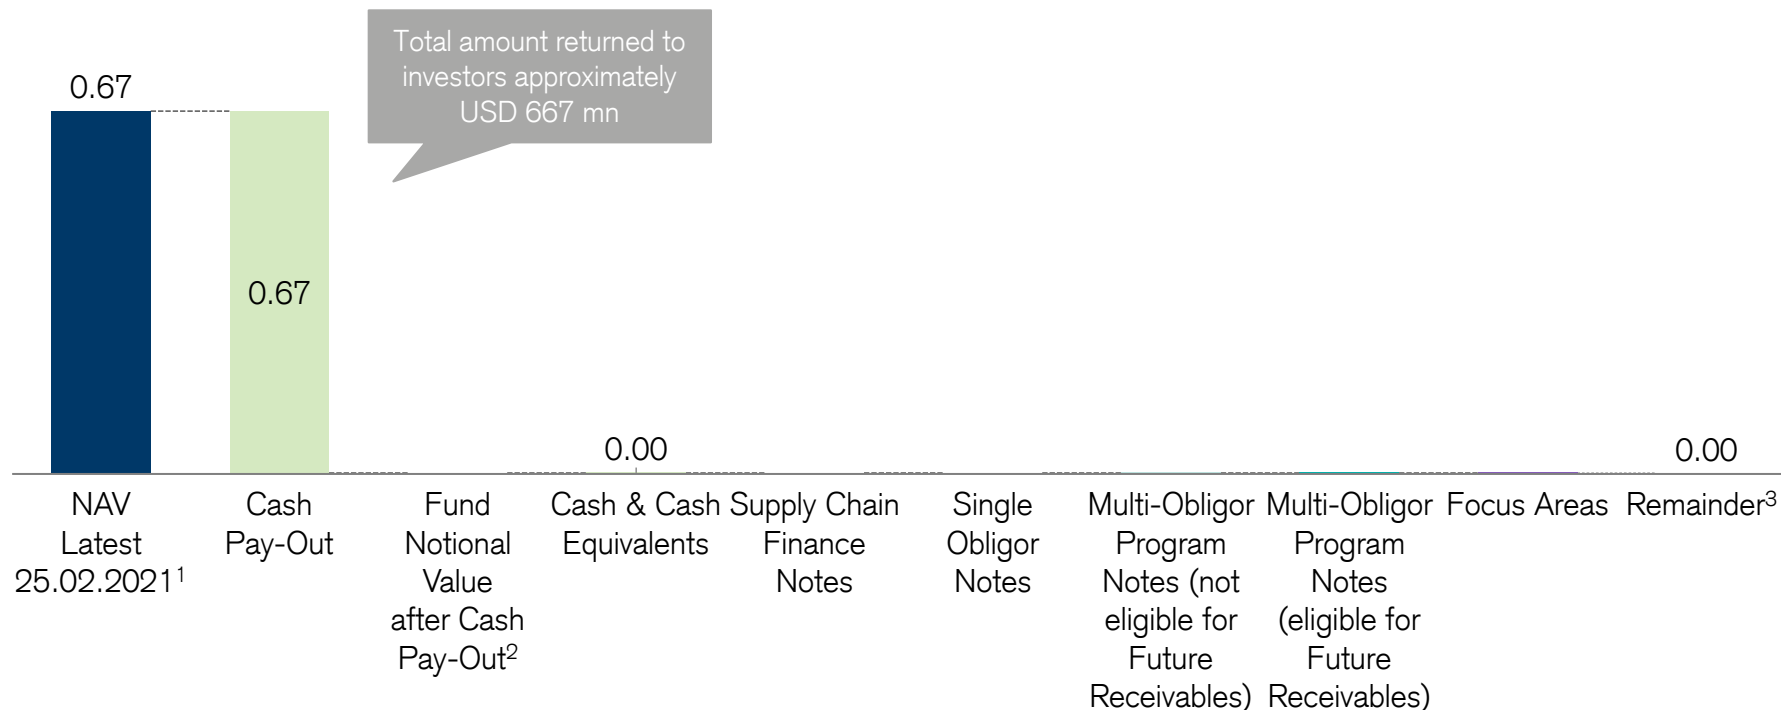 Total amount returned to
investors approximately
USD 667 mn
0.67
0.67
0.00
0.00
NAV
Latest
25.02.2021¹
Cash
Pay-Out
Fund
Notional
Value
after Cash
Pay-Out²
Cash & Cash
Equivalents
Supply Chain
Finance
Notes
Single
Obligor
Notes
Multi-Obligor
Program
Notes (not
eligible for
Future
Receivables)
Multi-Obligor
Program
Notes
(eligible for
Future
Receivables)
Focus Areas
Remainder³